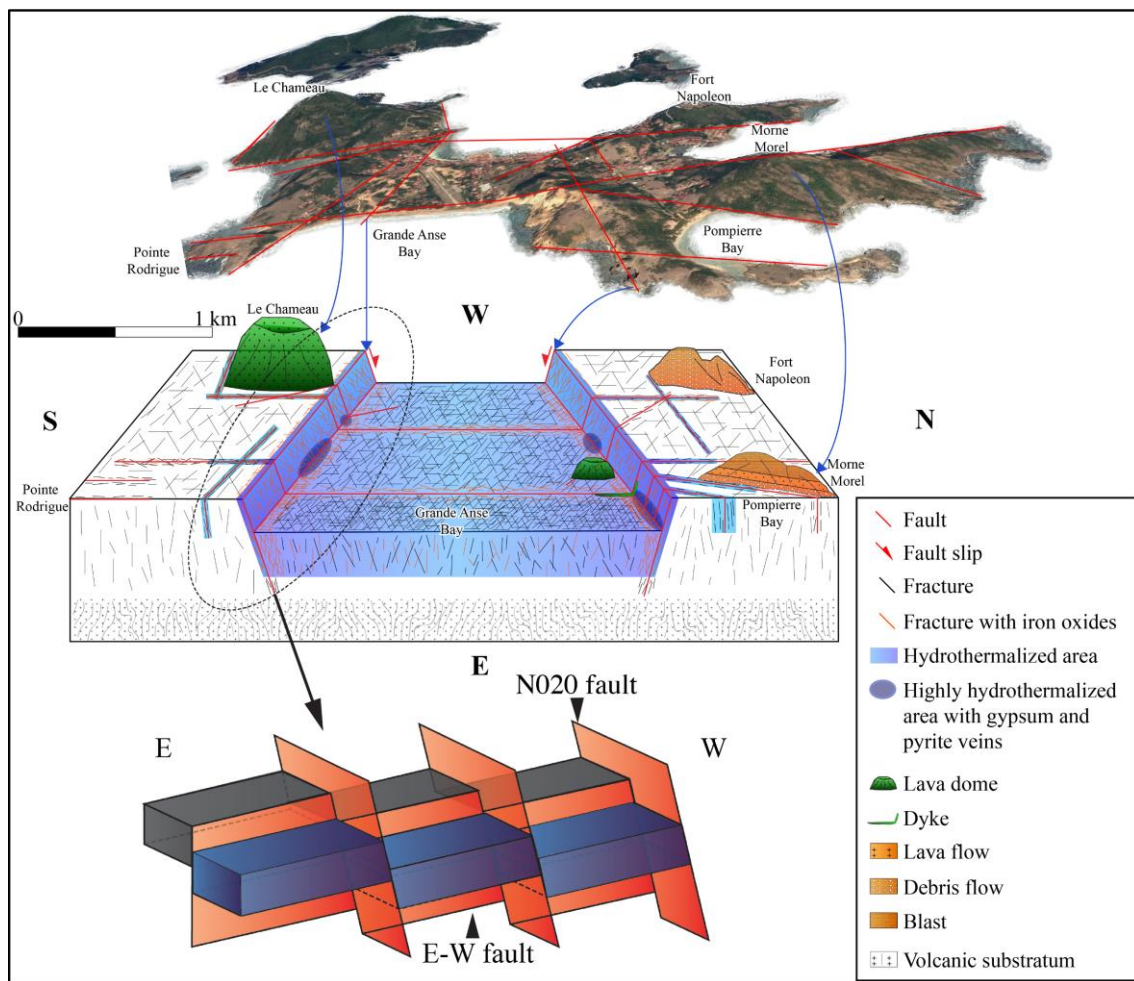 Le Chameau
Fort
Napoleon
Morne
Morel
Grande Anse
Bay
Pompierre
Bay
Pointe
Rodrigue
W
0
1 km
Le Chameau
Fort
Napoleon
S
N
Pointe
Rodrigue
Morne
Morel
Grande Anse
Bay
Pompierre
Bay
E
N020 fault
E
W
E-W fault
Fault
Fault slip
Fracture
Fracture with iron oxides
Hydrothermalized area
Highly hydrothermalized
area with gypsum and
pyrite veins
Lava dome
Dyke
Lava flow
Debris flow
Blast
Volcanic substratum